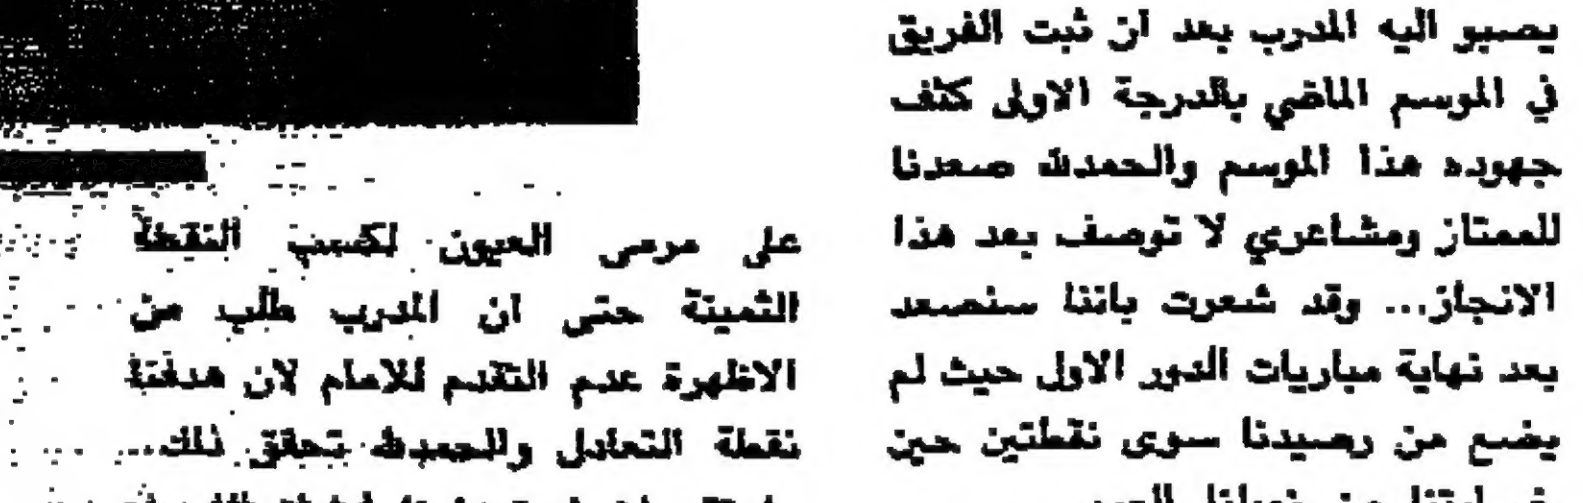 يصبو اليه المدرب بعد ان ثبت الفريق
في الموسم الماضي بالدرجة الاولى كثف
جهوده هذا الموسم والحمدلله صعدنا
للممتاز ومشاعري لا توصف بعد هذا
الانجاز... وقد شعرت باننا سنصعد
بعد نهاية مباريات الدور الاول حيث لم
يضع من رصيدنا سوى نقطتين حين
على مرمى العيون لكسب النقطة
الثمينة حتى ان المدرب طلب من
الاظهرة عدم التقدم للامام لان هدفنا
نقطة التعادل والحمدلله تحقق ذلك...